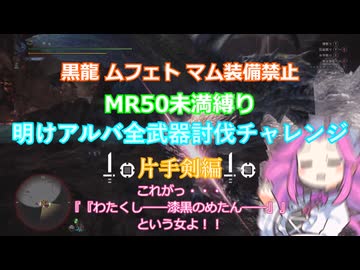 黒龍 ムフェト マム装備禁止
MR50未満縛り
明けアルバ全武器討伐チャレンジ
片手剣編
これがっ・・・
『『わたくし━━漆黒のめたん━━』』
という女よ！！